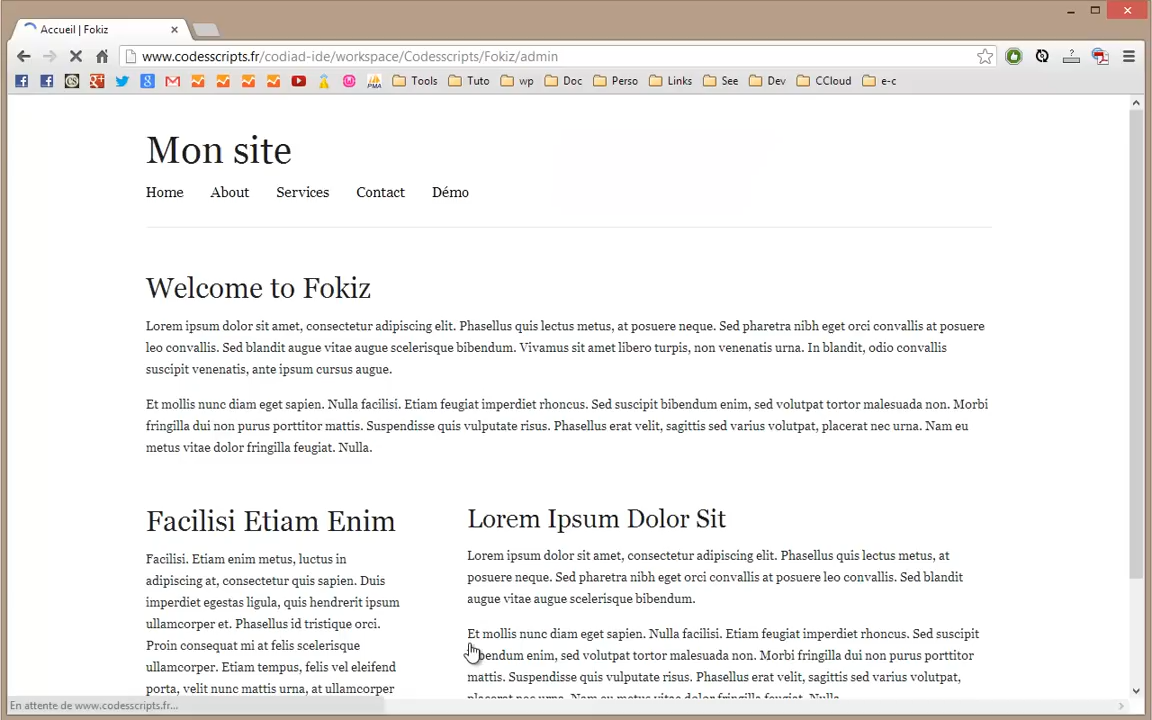 Accueil | Fokiz
www.codesscripts.fr/codiad-ide/workspace/Codesscripts/Fokiz/admin
Tools Tuto wp Doc Perso Links See Dev CCloud e-c
Mon site
Home About Services Contact Démo
Welcome to Fokiz
Lorem ipsum dolor sit amet, consectetur adipiscing elit. Phasellus quis lectus metus, at posuere neque. Sed pharetra nibh eget orci convallis at posuere
leo convallis. Sed blandit augue vitae augue scelerisque bibendum. Vivamus sit amet libero turpis, non venenatis urna. In blandit, odio convallis
suscipit venenatis, ante ipsum cursus augue.
Et mollis nunc diam eget sapien. Nulla facilisi. Etiam feugiat imperdiet rhoncus. Sed suscipit bibendum enim, sed volutpat tortor malesuada non. Morbi
fringilla dui non purus porttitor mattis. Suspendisse quis vulputate risus. Phasellus erat velit, sagittis sed varius volutpat, placerat nec urna. Nam eu
metus vitae dolor fringilla feugiat. Nulla.
Facilisi Etiam Enim
Facilisi. Etiam enim metus, luctus in
adipiscing at, consectetur quis sapien. Duis
imperdiet egestas ligula, quis hendrerit ipsum
ullamcorper et. Phasellus id tristique orci.
Proin consequat mi at felis scelerisque
ullamcorper. Etiam tempus, felis vel eleifend
porta, velit nunc mattis urna, at ullamcorper
Lorem Ipsum Dolor Sit
Lorem ipsum dolor sit amet, consectetur adipiscing elit. Phasellus quis lectus metus, at
posuere neque. Sed pharetra nibh eget orci convallis at posuere leo convallis. Sed blandit
augue vitae augue scelerisque bibendum.
Et mollis nunc diam eget sapien. Nulla facilisi. Etiam feugiat imperdiet rhoncus. Sed suscipit
bibendum enim, sed volutpat tortor malesuada non. Morbi fringilla dui non purus porttitor
mattis. Suspendisse quis vulputate risus. Phasellus erat velit, sagittis sed varius volutpat,
placerat nec urna. Nam eu metus vitae dolor fringilla feugiat. Nulla.
En attente de www.codesscripts.fr...